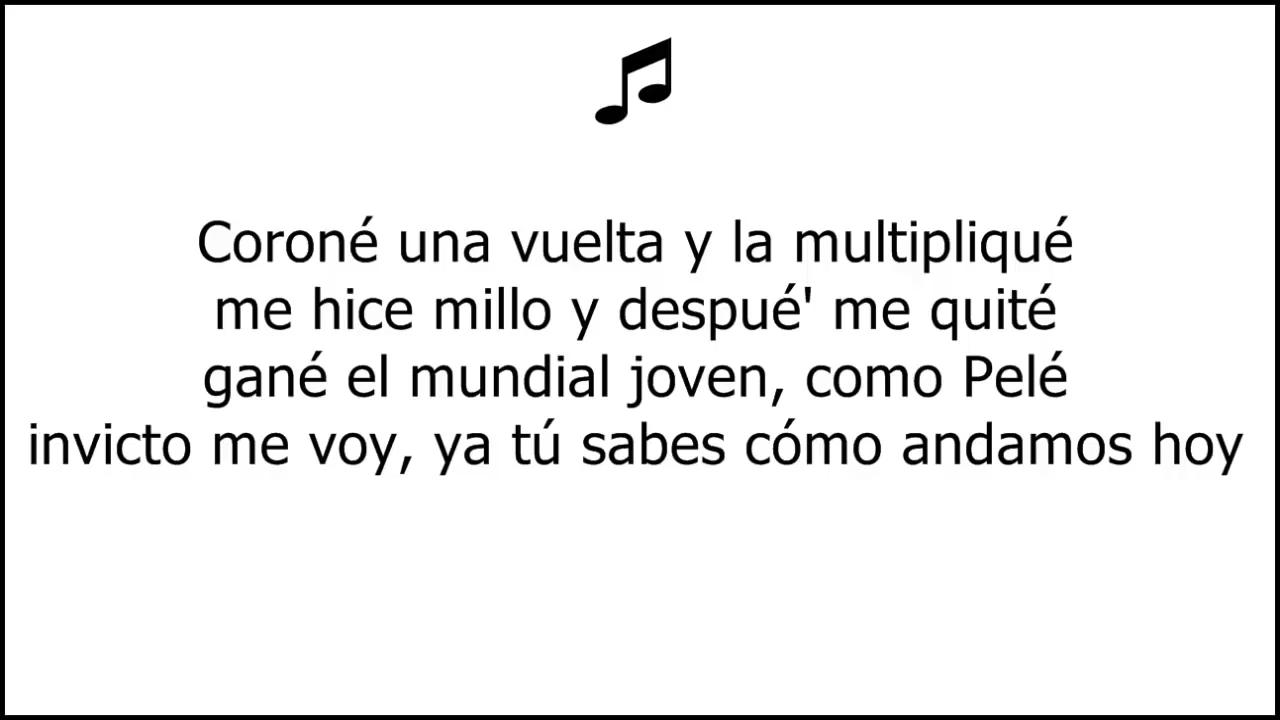 Coroné una vuelta y la multipliqué
me hice millo y despué' me quité
gané el mundial joven, como Pelé
invicto me voy, ya tú sabes cómo andamos hoy